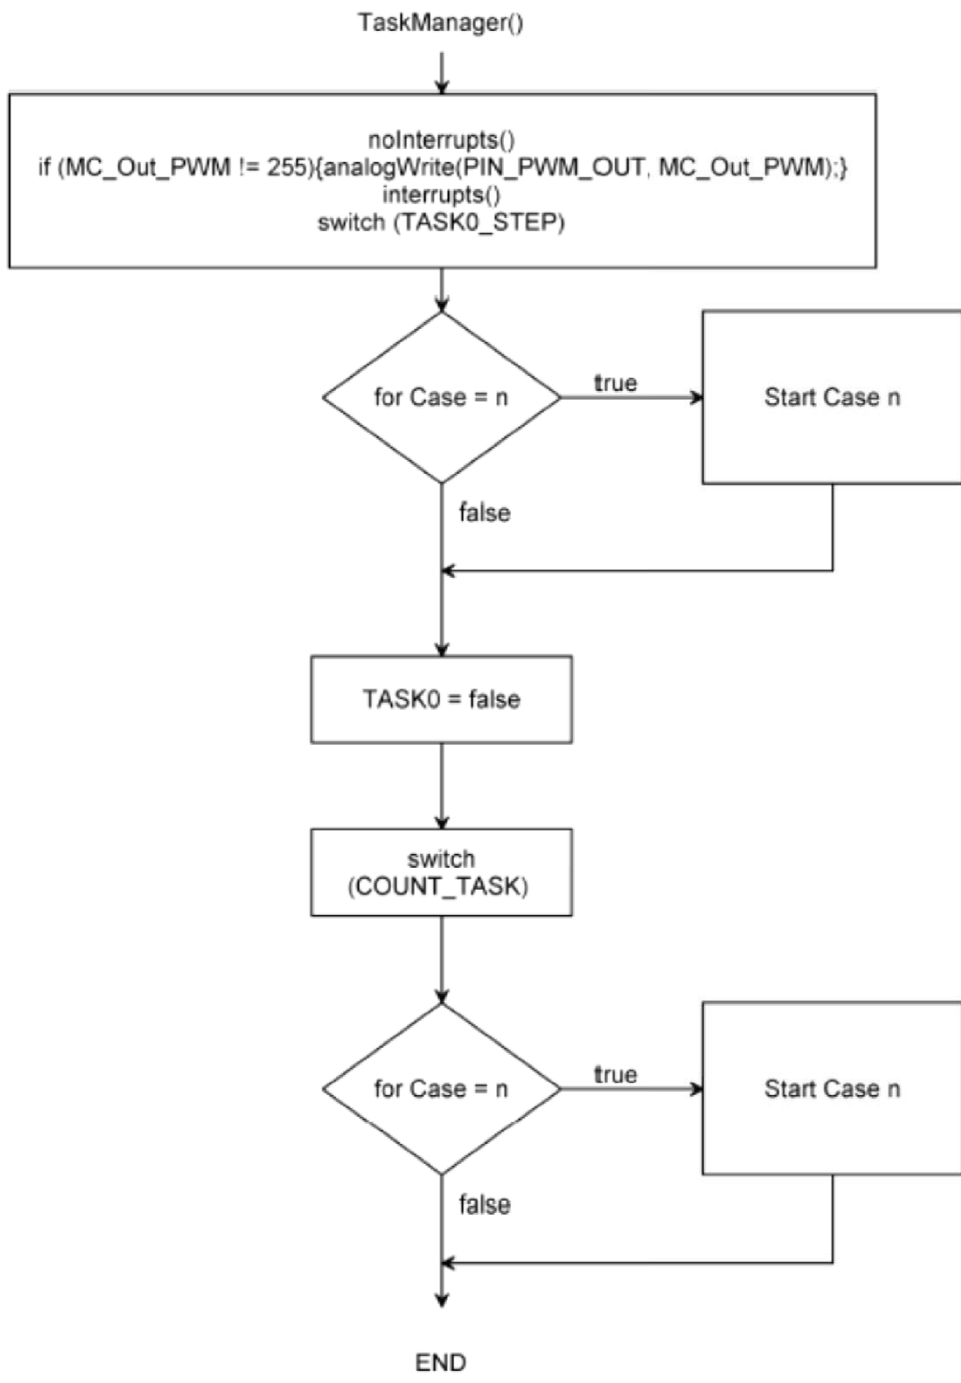 TaskManager()
noInterrupts()
if (MC_Out_PWM != 255){analogWrite(PIN_PWM_OUT, MC_Out_PWM);}
interrupts()
switch (TASK0_STEP)
for Case = n
true
Start Case n
false
TASK0 = false
switch
(COUNT_TASK)
for Case = n
true
Start Case n
false
END